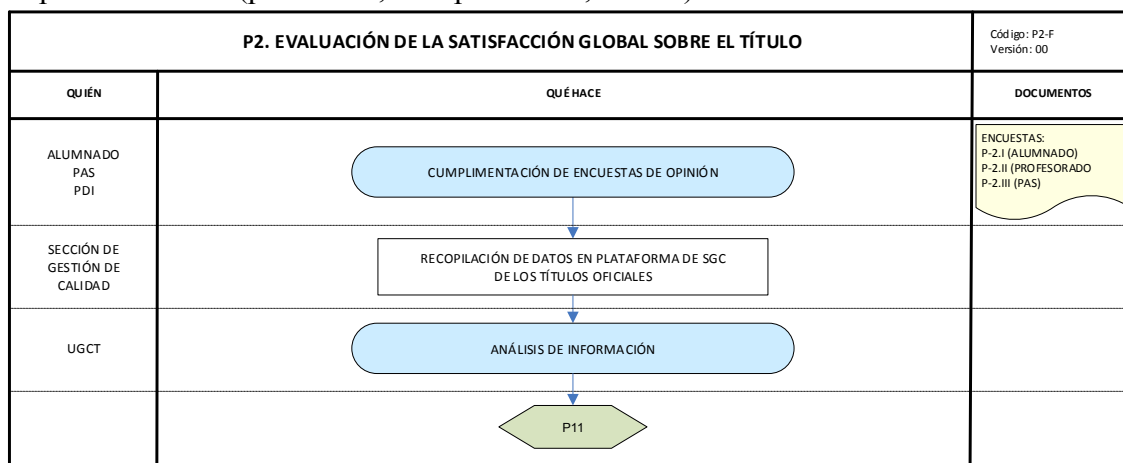 P2. EVALUACIÓN DE LA SATISFACCIÓN GLOBAL SOBRE EL TÍTULO
Código: P2-F
Versión: 00
QUIÉN
QUÉ HACE
DOCUMENTOS
ALUMNADO
PAS
PDI
CUMPLIMENTACIÓN DE ENCUESTAS DE OPINIÓN
ENCUESTAS:
P-2.I (ALUMNADO)
P-2.II (PROFESORADO
P-2.III (PAS)
SECCIÓN DE
GESTIÓN DE
CALIDAD
RECOPILACIÓN DE DATOS EN PLATAFORMA DE SGC
DE LOS TÍTULOS OFICIALES
UGCT
ANÁLISIS DE INFORMACIÓN
P11